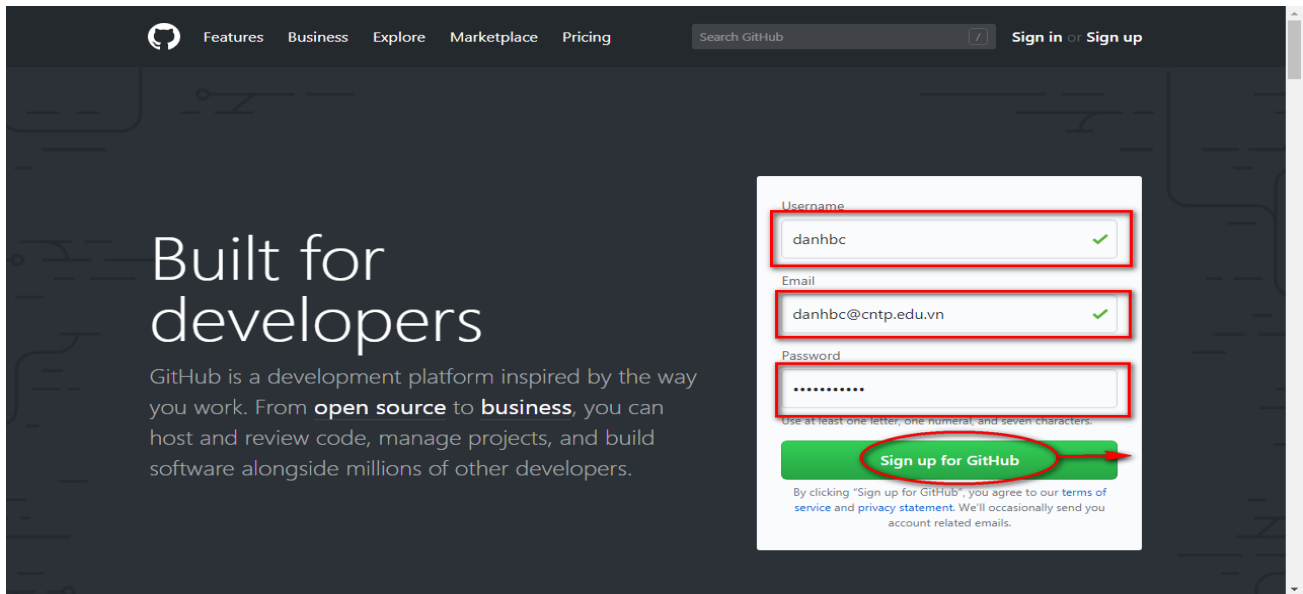 Features Business Explore Marketplace Pricing Search GitHub / Sign in or Sign up
Built for
developers
GitHub is a development platform inspired by the way
you work. From open source to business, you can
host and review code, manage projects, and build
software alongside millions of other developers.
Username
danhbc
Email
danhbc@cntp.edu.vn
Password
•••••••••••
Use at least one letter, one numeral, and seven characters.
Sign up for GitHub
By clicking “Sign up for GitHub”, you agree to our terms of
service and privacy statement. We’ll occasionally send you
account related emails.